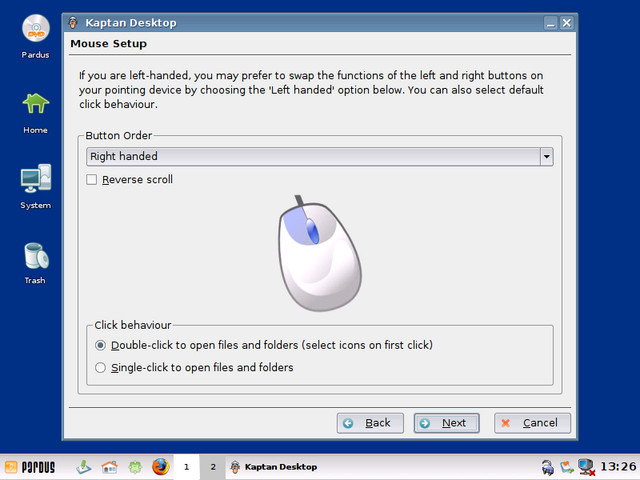 Kaptan Desktop
Mouse Setup
If you are left-handed, you may prefer to swap the functions of the left and right buttons on
your pointing device by choosing the 'Left handed' option below. You can also select default
click behaviour.
Button Order
Right handed
Reverse scroll
Click behaviour
Double-click to open files and folders (select icons on first click)
Single-click to open files and folders
Back
Next
Cancel
DVD
Pardus
Home
System
Trash
PARDUS
1
2
Kaptan Desktop
13:26